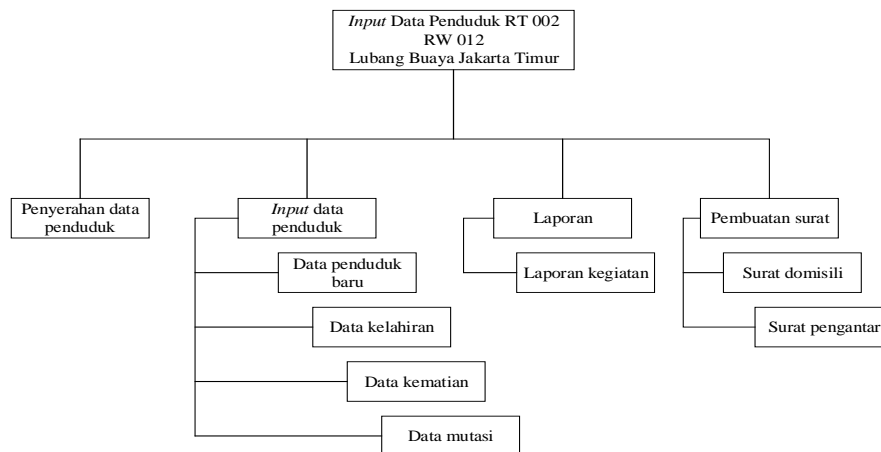 Input Data Penduduk RT 002
RW 012
Lubang Buaya Jakarta Timur
Penyerahan data
penduduk
Input data
penduduk
Laporan
Pembuatan surat
Data penduduk
baru
Laporan kegiatan
Surat domisili
Data kelahiran
Surat pengantar
Data kematian
Data mutasi